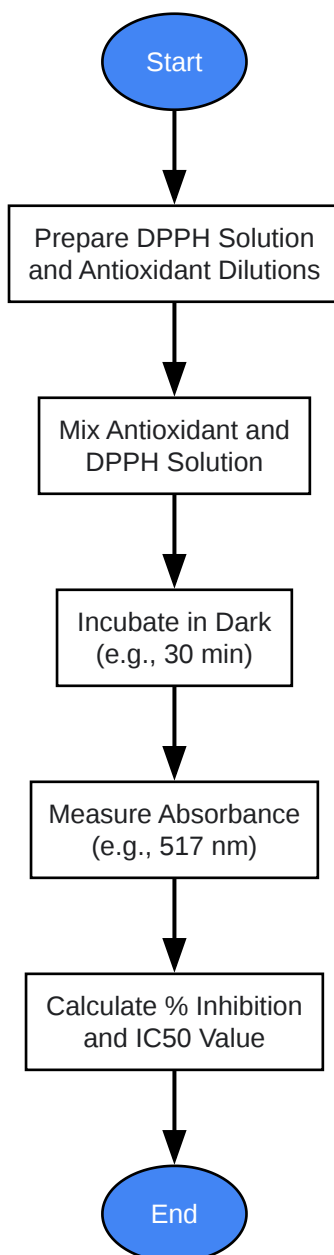 Start
Prepare DPPH Solution
and Antioxidant Dilutions
Mix Antioxidant and
DPPH Solution
Incubate in Dark
(e.g., 30 min)
Measure Absorbance
(e.g., 517 nm)
Calculate % Inhibition
and IC50 Value
End